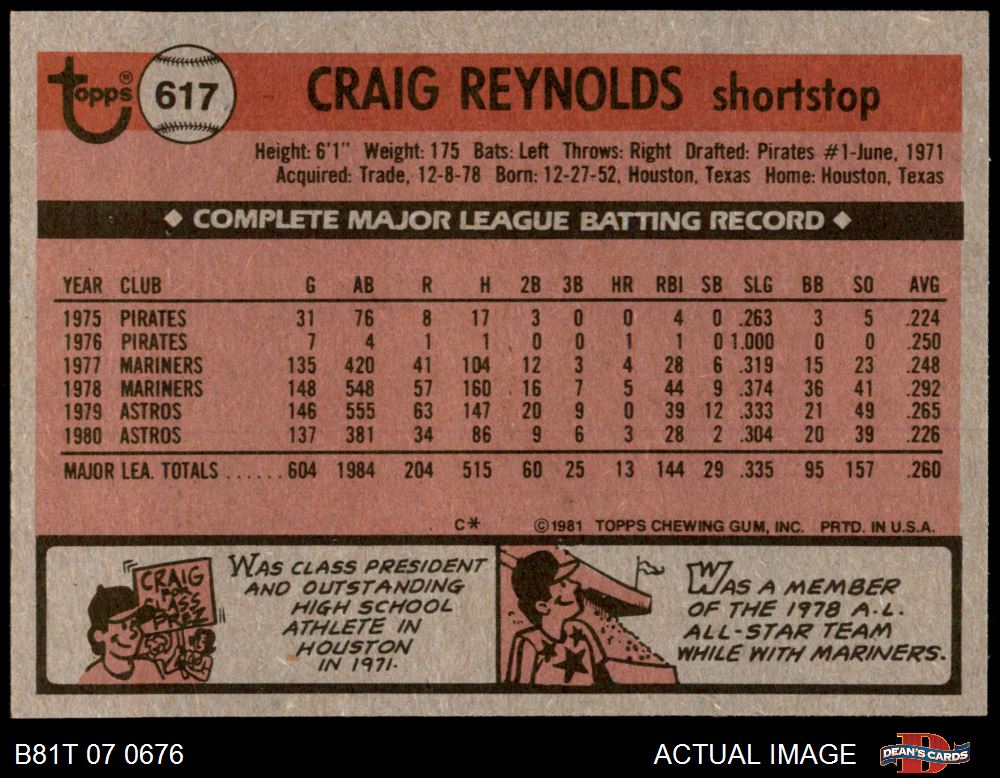 topps® 617 CRAIG REYNOLDS shortstop
Height: 6'1" Weight: 175 Bats: Left Throws: Right Drafted: Pirates #1-June, 1971
Acquired: Trade, 12-8-78 Born: 12-27-52, Houston, Texas Home: Houston, Texas
◆ COMPLETE MAJOR LEAGUE BATTING RECORD ◆
YEAR CLUB G AB R H 2B 3B HR RBI SB SLG BB SO AVG
1975 PIRATES 31 76 8 17 3 0 0 4 0 .263 3 5 .224
1976 PIRATES 7 4 1 1 0 0 1 1 0 1.000 0 0 .250
1977 MARINERS 135 420 41 104 12 3 4 28 6 .319 15 23 .248
1978 MARINERS 148 548 57 160 16 7 5 44 9 .374 36 41 .292
1979 ASTROS 146 555 63 147 20 9 0 39 12 .333 21 49 .265
1980 ASTROS 137 381 34 86 9 6 3 28 2 .304 20 39 .226
MAJOR LEA. TOTALS ...... 604 1984 204 515 60 25 13 144 29 .335 95 157 .260
C* ©1981 TOPPS CHEWING GUM, INC. PRTD. IN U.S.A.
CRAIG
FOR
CLASS
PREZ
WAS CLASS PRESIDENT
AND OUTSTANDING
HIGH SCHOOL
ATHLETE IN
HOUSTON
IN 1971.
WAS A MEMBER
OF THE 1978 A.L.
ALL-STAR TEAM
WHILE WITH MARINERS.
B81T 07 0676 ACTUAL IMAGE DEAN'S CARDS